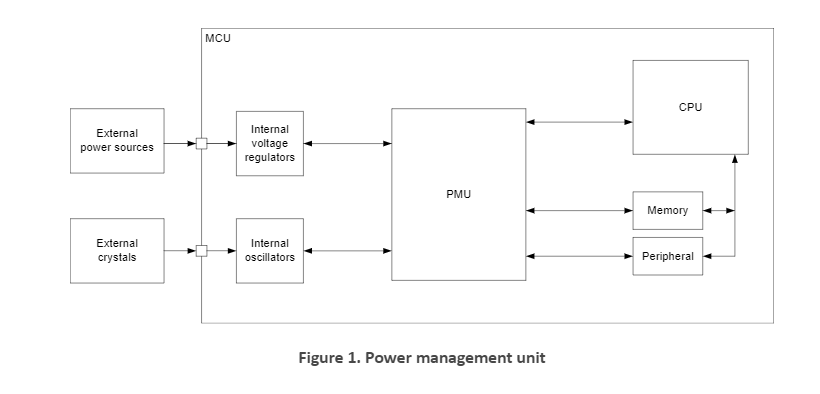 MCU
External
power sources
Internal
voltage
regulators
PMU
CPU
Memory
Peripheral
External
crystals
Internal
oscillators
Figure 1. Power management unit